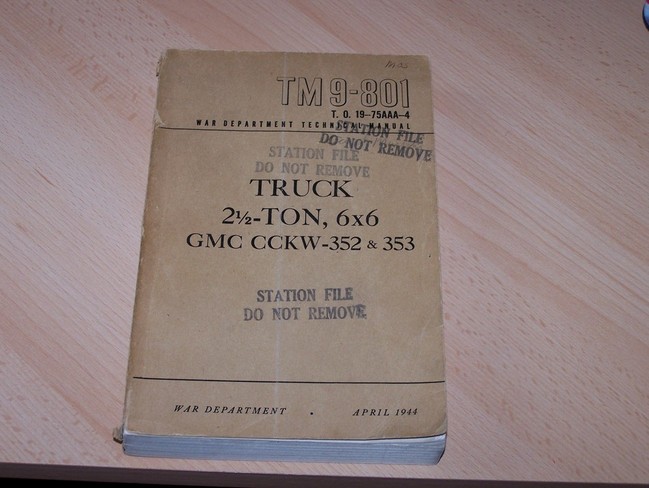 TM 9-801
T. O. 19-75AAA-4
WAR DEPARTMENT TECHNICAL MANUAL
STATION FILE
DO NOT REMOVE
STATION FILE
DO NOT REMOVE
TRUCK
2½-TON, 6x6
GMC CCKW-352 & 353
STATION FILE
DO NOT REMOVE
WAR DEPARTMENT • APRIL 1944